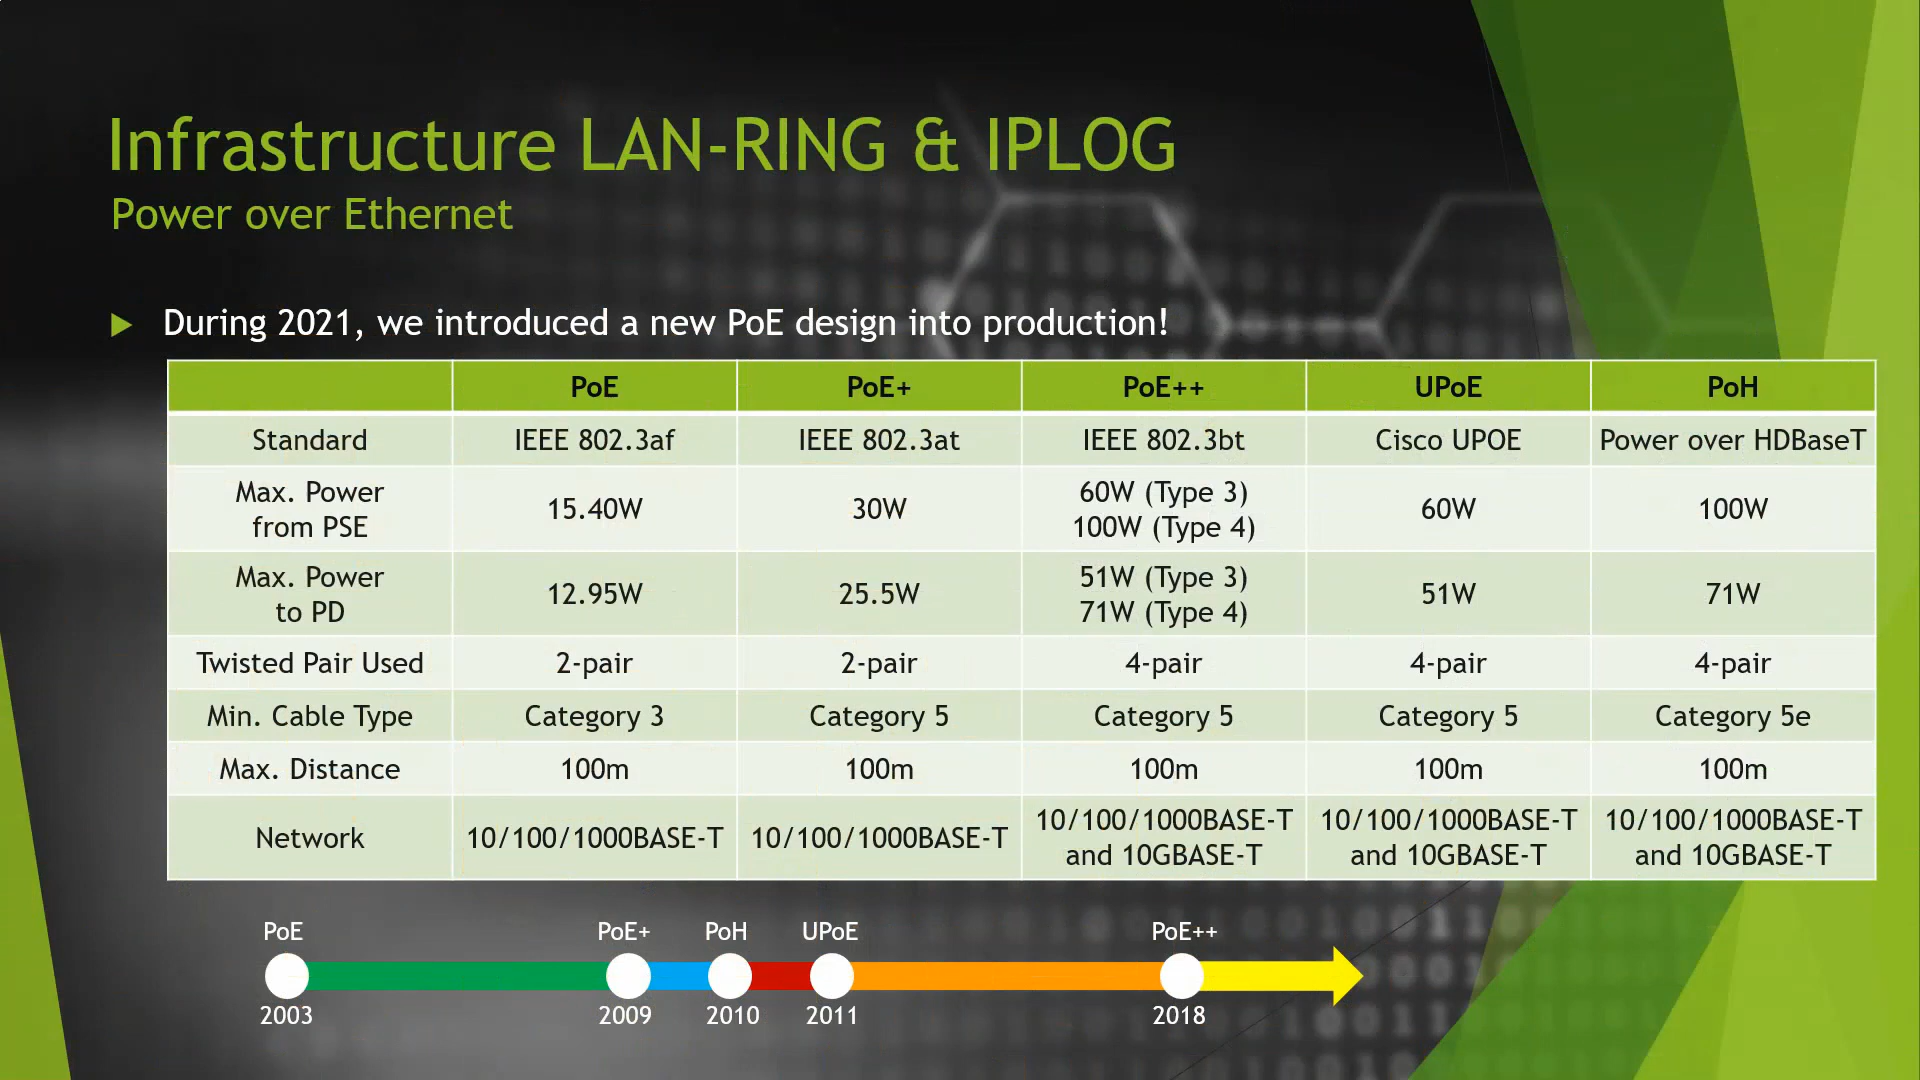 Infrastructure LAN-RING & IPLOG
Power over Ethernet
During 2021, we introduced a new PoE design into production!
PoE PoE+ PoE++ UPoE PoH
Standard IEEE 802.3af IEEE 802.3at IEEE 802.3bt Cisco UPOE Power over HDBaseT
Max. Power from PSE 15.40W 30W 60W (Type 3) 100W (Type 4) 60W 100W
Max. Power to PD 12.95W 25.5W 51W (Type 3) 71W (Type 4) 51W 71W
Twisted Pair Used 2-pair 2-pair 4-pair 4-pair 4-pair
Min. Cable Type Category 3 Category 5 Category 5 Category 5 Category 5e
Max. Distance 100m 100m 100m 100m 100m
Network 10/100/1000BASE-T 10/100/1000BASE-T 10/100/1000BASE-T and 10GBASE-T 10/100/1000BASE-T and 10GBASE-T 10/100/1000BASE-T and 10GBASE-T
PoE PoE+ PoH UPoE PoE++
2003 2009 2010 2011 2018